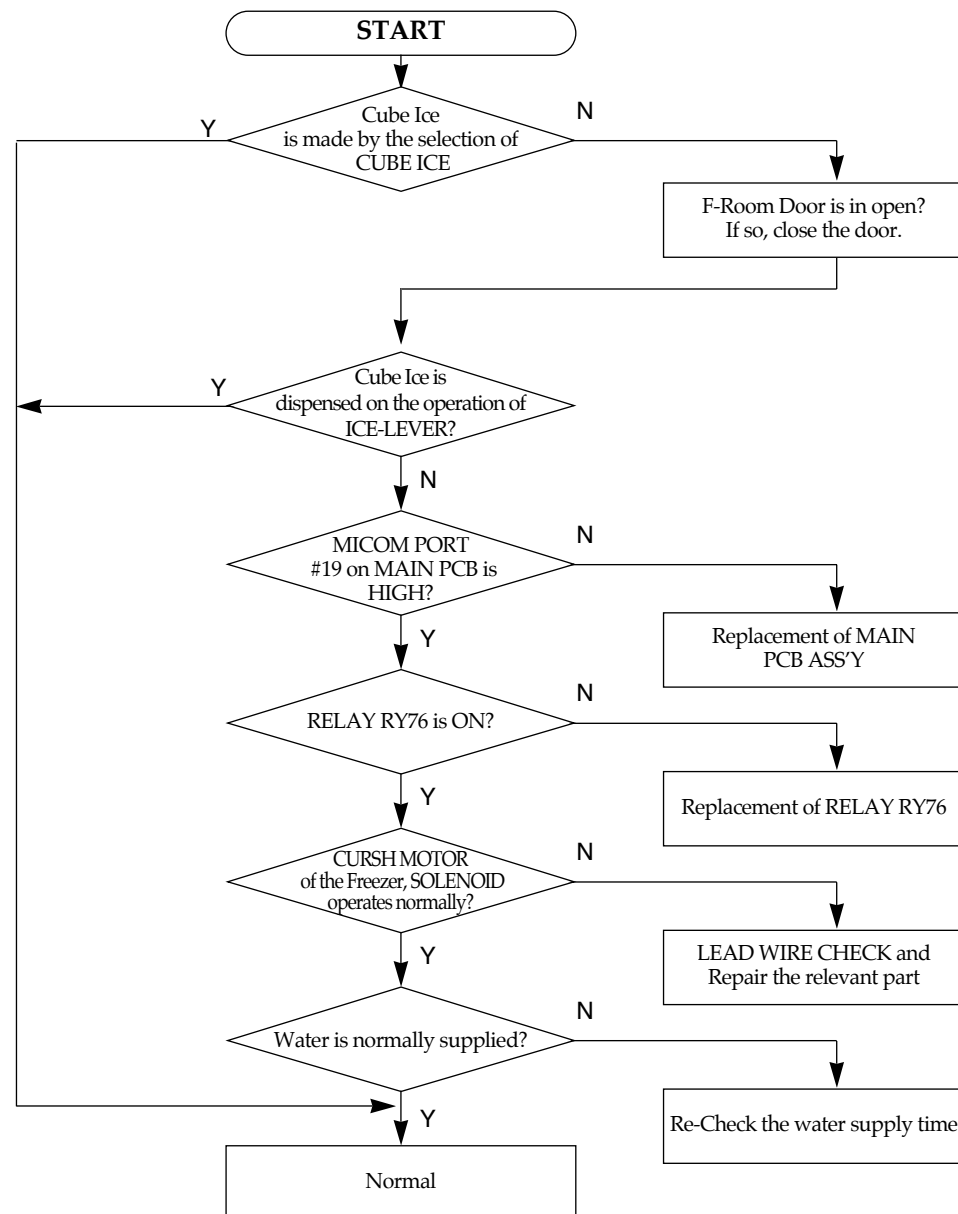 START
Cube Ice
is made by the selection of
CUBE ICE
Y
N
F-Room Door is in open?
If so, close the door.
Cube Ice is
dispensed on the operation of
ICE-LEVER?
Y
N
MICOM PORT
#19 on MAIN PCB is
HIGH?
N
Y
Replacement of MAIN
PCB ASS'Y
RELAY RY76 is ON?
N
Y
Replacement of RELAY RY76
CURSH MOTOR
of the Freezer, SOLENOID
operates normally?
N
Y
LEAD WIRE CHECK and
Repair the relevant part
Water is normally supplied?
N
Y
Re-Check the water supply time
Normal